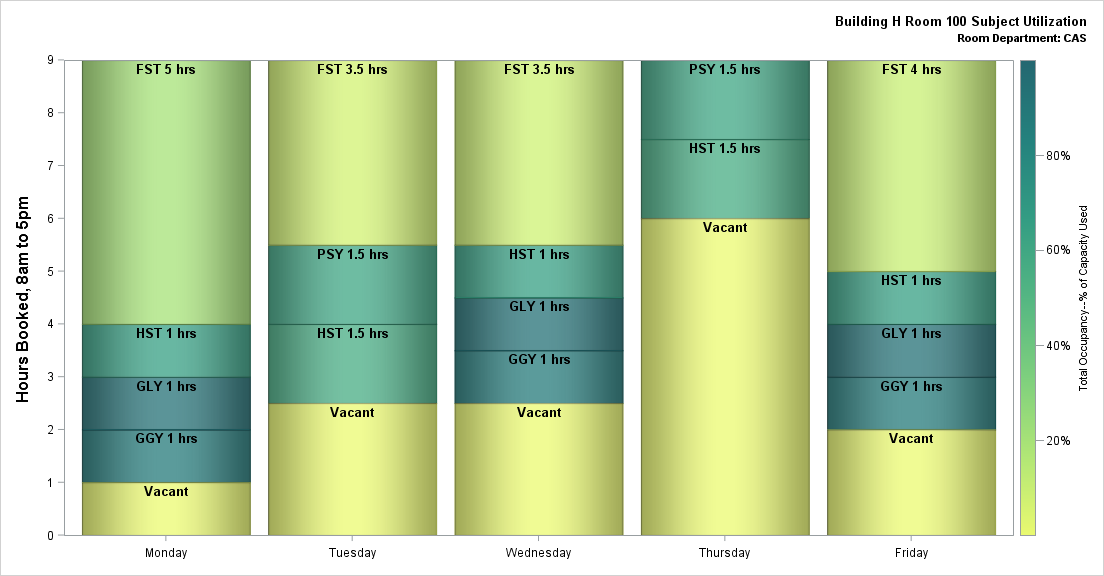 Building H Room 100 Subject Utilization
Room Department: CAS
Hours Booked, 8am to 5pm
9
8
7
6
5
4
3
2
1
0
FST 5 hrs
HST 1 hrs
GLY 1 hrs
GGY 1 hrs
Vacant
FST 3.5 hrs
PSY 1.5 hrs
HST 1.5 hrs
Vacant
FST 3.5 hrs
HST 1 hrs
GLY 1 hrs
GGY 1 hrs
Vacant
PSY 1.5 hrs
HST 1.5 hrs
Vacant
FST 4 hrs
HST 1 hrs
GLY 1 hrs
GGY 1 hrs
Vacant
Monday
Tuesday
Wednesday
Thursday
Friday
80%
60%
40%
20%
Total Occupancy--% of Capacity Used